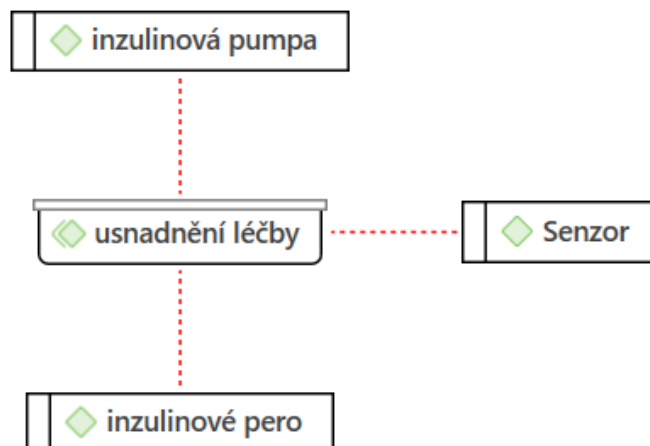 inzulinová pumpa
usnadnění léčby
Senzor
inzulinové pero